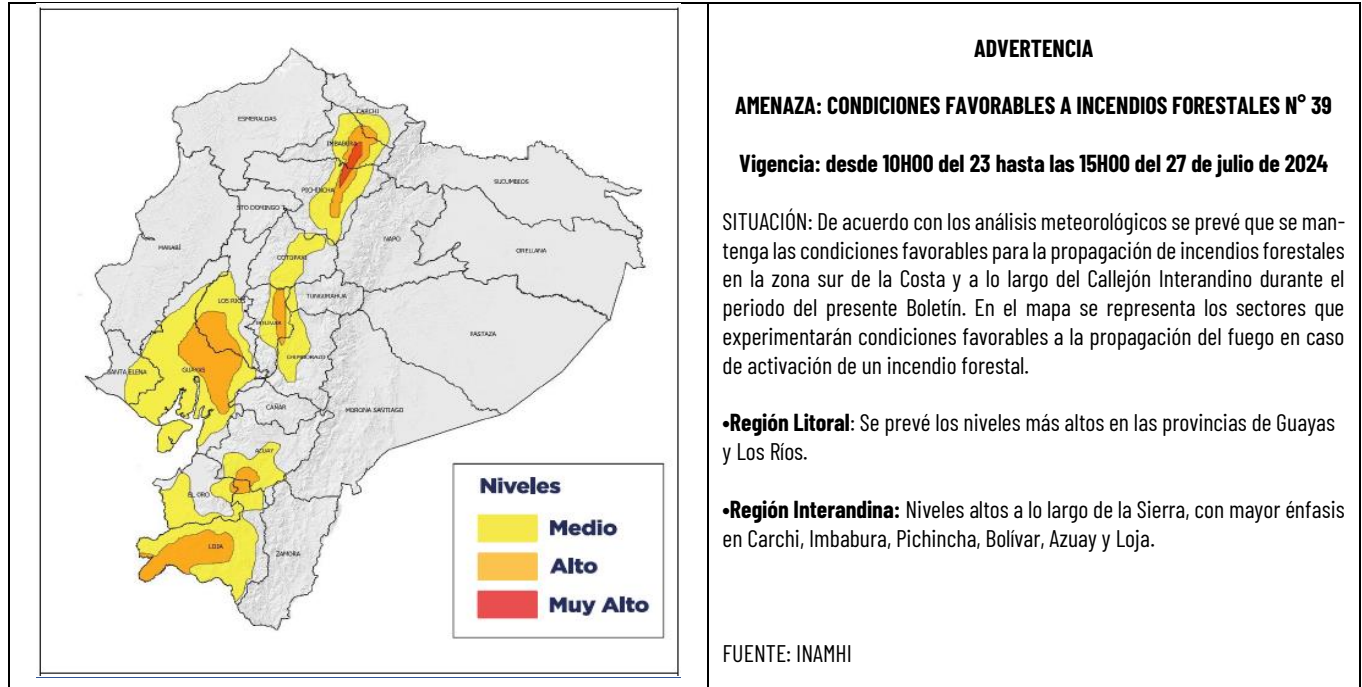 CARCHI
ESMERALDAS
IMBABURA
SUCUMBIOS
PICHINCHA
STO DOMINGO T.
NAPO
ORELLANA
MANABÍ
COTOPAXI
LOS RÍOS
TUNGURAHUA
BOLIVAR
PASTAZA
CHIMBORAZO
SANTA ELENA
GUAYAS
CAÑAR
MORONA SANTIAGO
AZUAY
EL ORO
LOJA
ZAMORA
Niveles
Medio
Alto
Muy Alto
ADVERTENCIA
AMENAZA: CONDICIONES FAVORABLES A INCENDIOS FORESTALES N° 39
Vigencia: desde 10H00 del 23 hasta las 15H00 del 27 de julio de 2024
SITUACIÓN: De acuerdo con los análisis meteorológicos se prevé que se man-
tenga las condiciones favorables para la propagación de incendios forestales
en la zona sur de la Costa y a lo largo del Callejón Interandino durante el
periodo del presente Boletín. En el mapa se representa los sectores que
experimentarán condiciones favorables a la propagación del fuego en caso
de activación de un incendio forestal.
•Región Litoral: Se prevé los niveles más altos en las provincias de Guayas
y Los Ríos.
•Región Interandina: Niveles altos a lo largo de la Sierra, con mayor énfasis
en Carchi, Imbabura, Pichincha, Bolívar, Azuay y Loja.
FUENTE: INAMHI